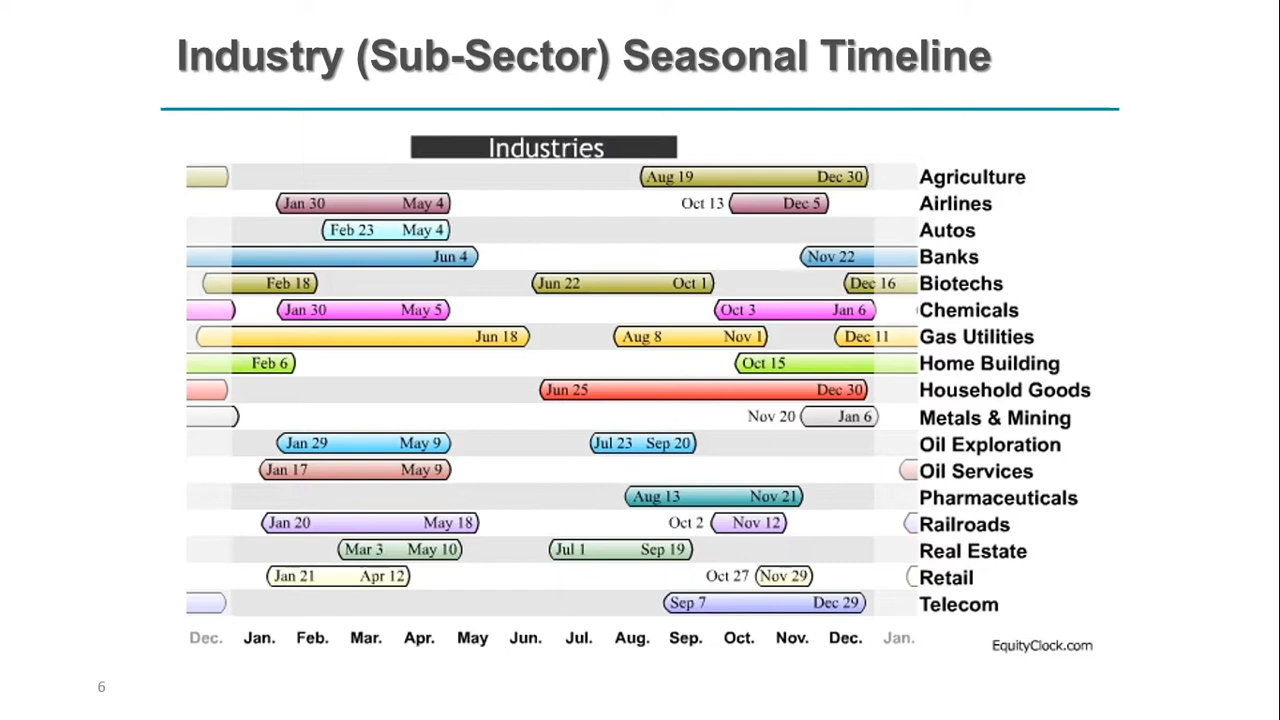 Industry (Sub-Sector) Seasonal Timeline
Industries
Aug 19 Dec 30 Agriculture
Jan 30 May 4 Oct 13 Dec 5 Airlines
Feb 23 May 4 Autos
Jun 4 Nov 22 Banks
Feb 18 Jun 22 Oct 1 Dec 16 Biotechs
Jan 30 May 5 Oct 3 Jan 6 Chemicals
Jun 18 Aug 8 Nov 1 Dec 11 Gas Utilities
Feb 6 Oct 15 Home Building
Jun 25 Dec 30 Household Goods
Nov 20 Jan 6 Metals & Mining
Jan 29 May 9 Jul 23 Sep 20 Oil Exploration
Jan 17 May 9 Oil Services
Aug 13 Nov 21 Pharmaceuticals
Jan 20 May 18 Oct 2 Nov 12 Railroads
Mar 3 May 10 Jul 1 Sep 19 Real Estate
Jan 21 Apr 12 Oct 27 Nov 29 Retail
Sep 7 Dec 29 Telecom
Dec. Jan. Feb. Mar. Apr. May Jun. Jul. Aug. Sep. Oct. Nov. Dec. Jan.
EquityClock.com
6